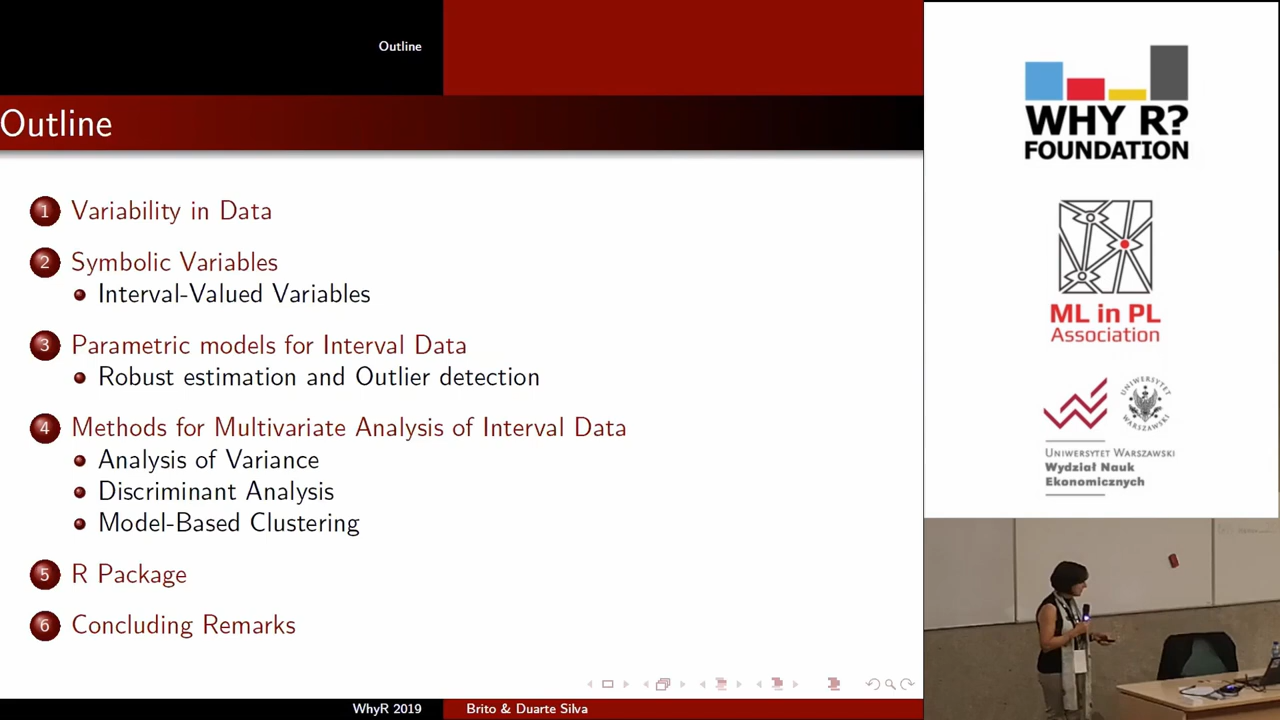 Outline
Outline
1 Variability in Data
2 Symbolic Variables
Interval-Valued Variables
3 Parametric models for Interval Data
Robust estimation and Outlier detection
4 Methods for Multivariate Analysis of Interval Data
Analysis of Variance
Discriminant Analysis
Model-Based Clustering
5 R Package
6 Concluding Remarks
WhyR 2019
Brito & Duarte Silva
WHY R?
FOUNDATION
ML in PL
Association
UNIWERSYTET
WARSZAWSKI
UNIWERSYTET WARSZAWSKI
Wydział Nauk
Ekonomicznych